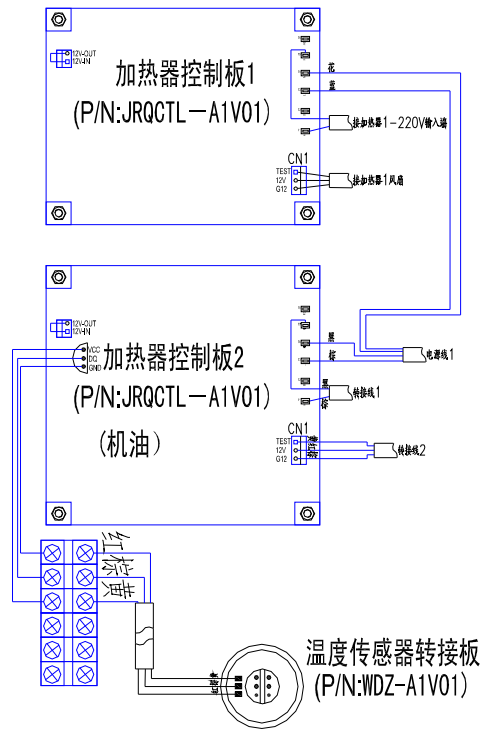 12V-OUT
12V-IN
加热器控制板1
(P/N:JRQCTL-A1V01)
花
蓝
接加热器1-220V输入端
CN1
TEST
12V
G12
接加热器1风扇
12V-OUT
12V-IN
VCC
DQ
GND
加热器控制板2
(P/N:JRQCTL-A1V01)
(机油)
黑
棕
电源线1
黑
棕
转接线1
CN1
TEST
12V
G12
转接线2
红
棕
黄
温度传感器转接板
(P/N:WDZ-A1V01)